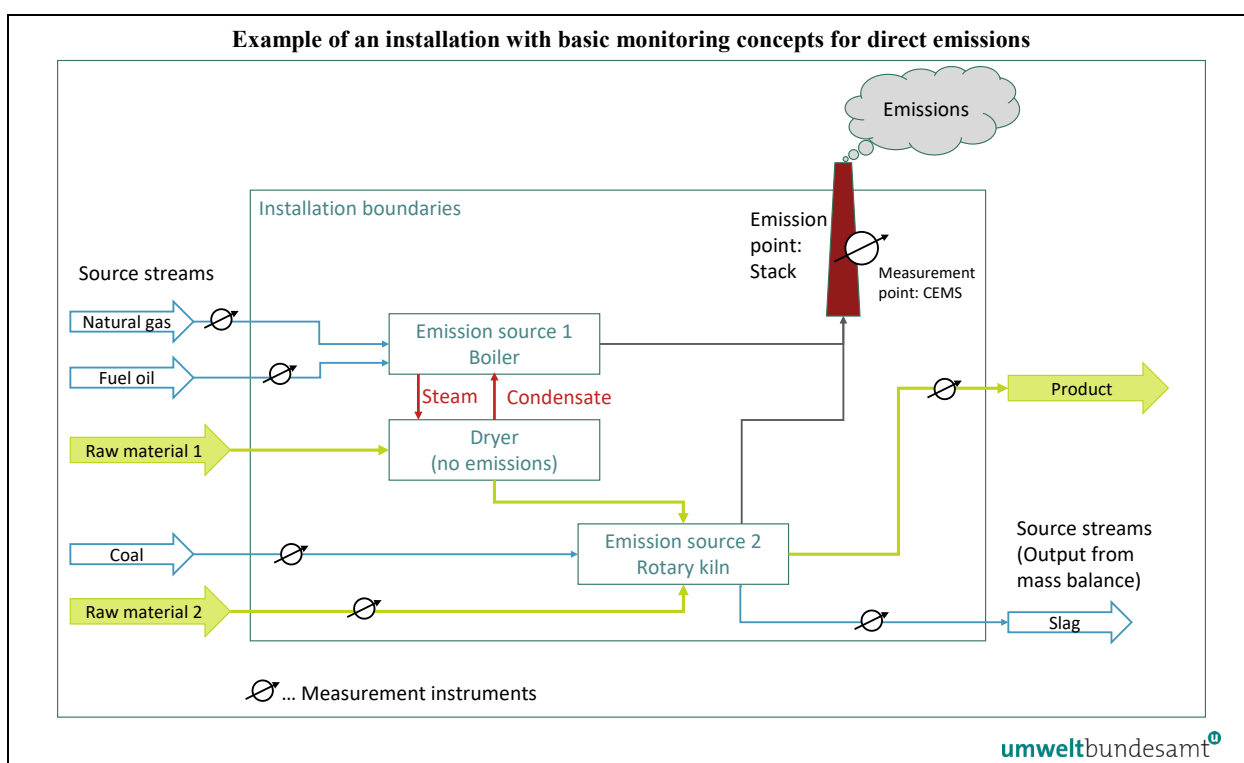 Example of an installation with basic monitoring concepts for direct emissions
Emissions
Installation boundaries
Emission
point:
Stack
Measurement
point: CEMS
Source streams
Natural gas
Emission source 1
Boiler
Fuel oil
Steam
Condensate
Product
Raw material 1
Dryer
(no emissions)
Coal
Emission source 2
Rotary kiln
Source streams
(Output from
mass balance)
Raw material 2
Slag
... Measurement instruments
umweltbundesamt u